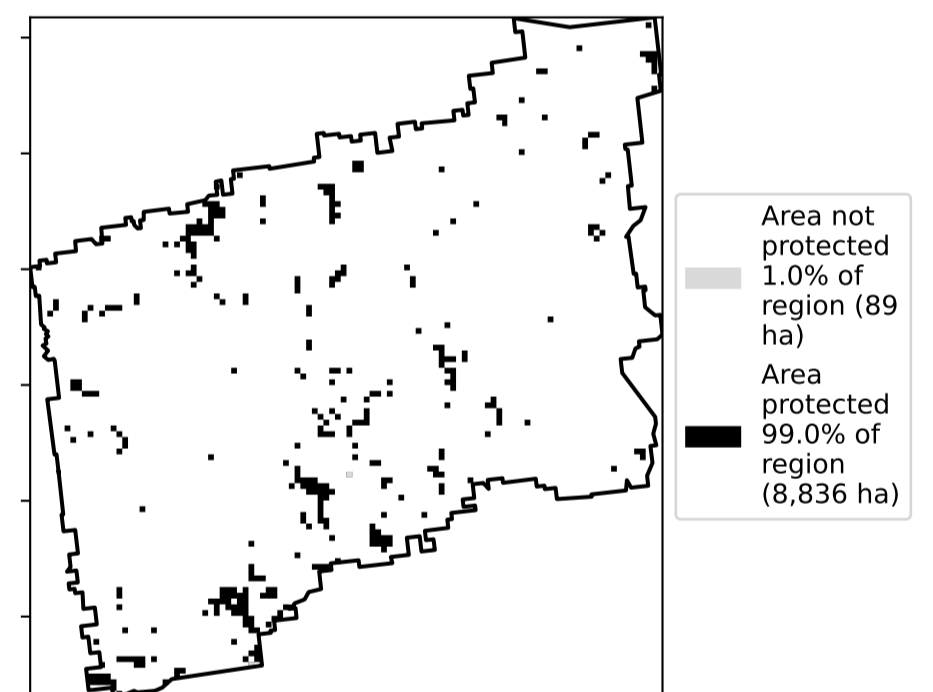 Area not
protected
1.0% of
region (89
ha)
Area
protected
99.0% of
region
(8,836 ha)